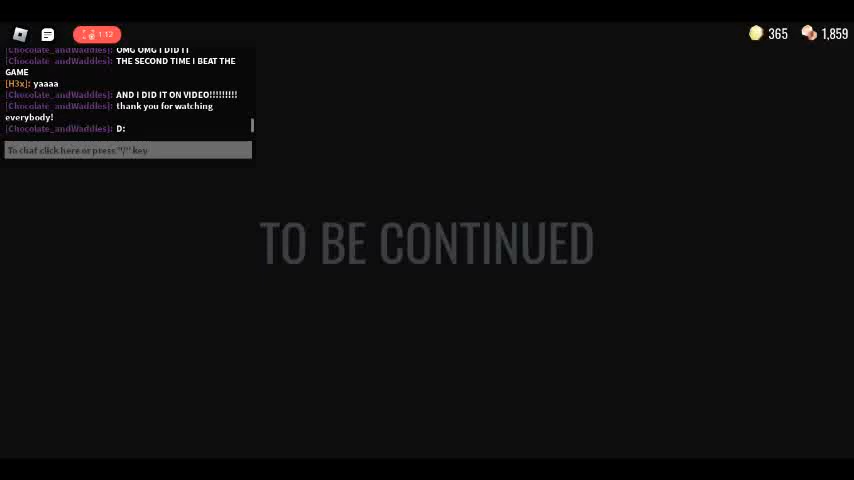 1:12
365
1,859
[Chocolate_andWaddles]: OMG OMG I DID IT
[Chocolate_andWaddles]: THE SECOND TIME I BEAT THE
GAME
[H3x]: yaaaa
[Chocolate_andWaddles]: AND I DID IT ON VIDEO!!!!!!!!!
[Chocolate_andWaddles]: thank you for watching
everybody!
[Chocolate_andWaddles]: D:
To chat click here or press "/" key
TO BE CONTINUED